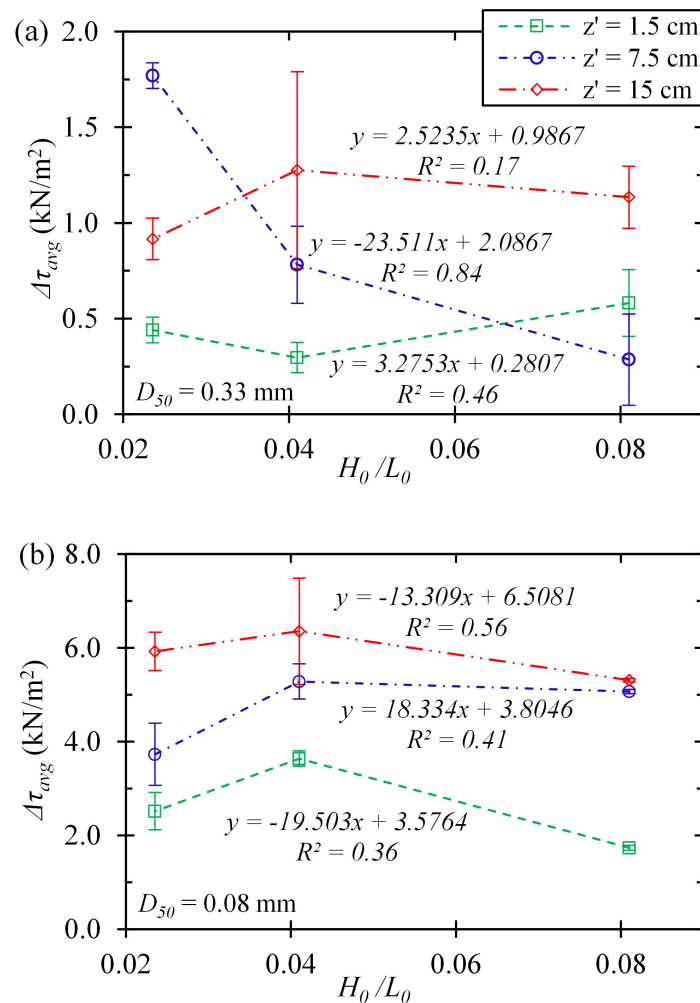 (a)
z' = 1.5 cm
z' = 7.5 cm
z' = 15 cm
2.0
1.5
1.0
0.5
0.0
Δτavg (kN/m²)
y = 2.5235x + 0.9867
R² = 0.17
y = -23.511x + 2.0867
R² = 0.84
y = 3.2753x + 0.2807
R² = 0.46
D50 = 0.33 mm
0.02 0.04 0.06 0.08
H0/L0
(b)
8.0
6.0
4.0
2.0
0.0
Δτavg (kN/m²)
y = -13.309x + 6.5081
R² = 0.56
y = 18.334x + 3.8046
R² = 0.41
y = -19.503x + 3.5764
R² = 0.36
D50 = 0.08 mm
0.02 0.04 0.06 0.08
H0/L0